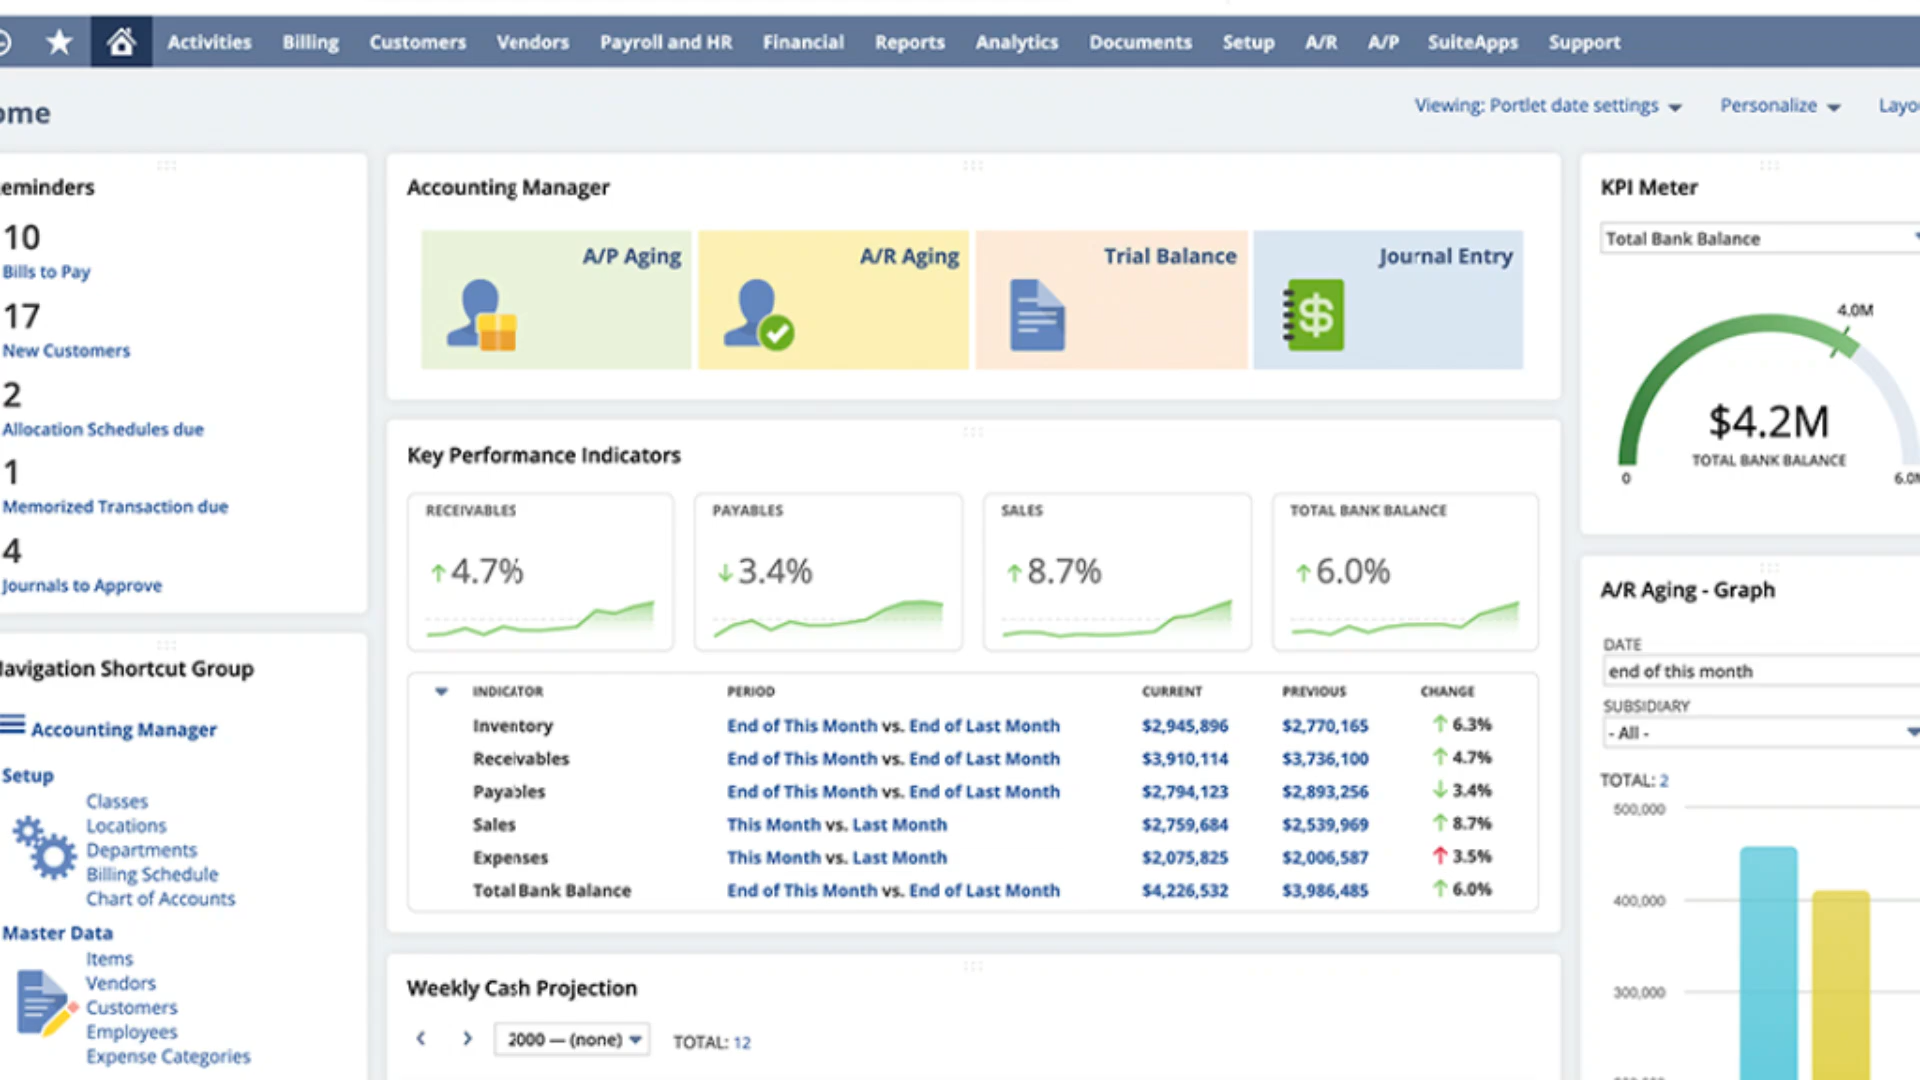 Activities Billing Customers Vendors Payroll and HR Financial Reports Analytics Documents Setup A/R A/P SuiteApps Support
ome
Viewing: Portlet date settings Personalize Layo
eminders
10
Bills to Pay
17
New Customers
2
Allocation Schedules due
1
Memorized Transaction due
4
Journals to Approve
Navigation Shortcut Group
Accounting Manager
Setup
Classes
Locations
Departments
Billing Schedule
Chart of Accounts
Master Data
Items
Vendors
Customers
Employees
Expense Categories
Accounting Manager
A/P Aging
A/R Aging
Trial Balance
Journal Entry
$
Key Performance Indicators
RECEIVABLES
↑4.7%
PAYABLES
↓3.4%
SALES
↑8.7%
TOTAL BANK BALANCE
↑6.0%
INDICATOR PERIOD CURRENT PREVIOUS CHANGE
Inventory End of This Month vs. End of Last Month $2,945,896 $2,770,165 ↑ 6.3%
Receivables End of This Month vs. End of Last Month $3,910,114 $3,736,100 ↑ 4.7%
Payables End of This Month vs. End of Last Month $2,794,123 $2,893,256 ↓ 3.4%
Sales This Month vs. Last Month $2,759,684 $2,539,969 ↑ 8.7%
Expenses This Month vs. Last Month $2,075,825 $2,006,587 ↑ 3.5%
Total Bank Balance End of This Month vs. End of Last Month $4,226,532 $3,986,485 ↑ 6.0%
Weekly Cash Projection
2000 — (none) TOTAL: 12
KPI Meter
Total Bank Balance
4.0M
$4.2M
TOTAL BANK BALANCE
0
6.0M
A/R Aging - Graph
DATE
end of this month
SUBSIDIARY
- All -
TOTAL: 2
500,000
400,000
300,000